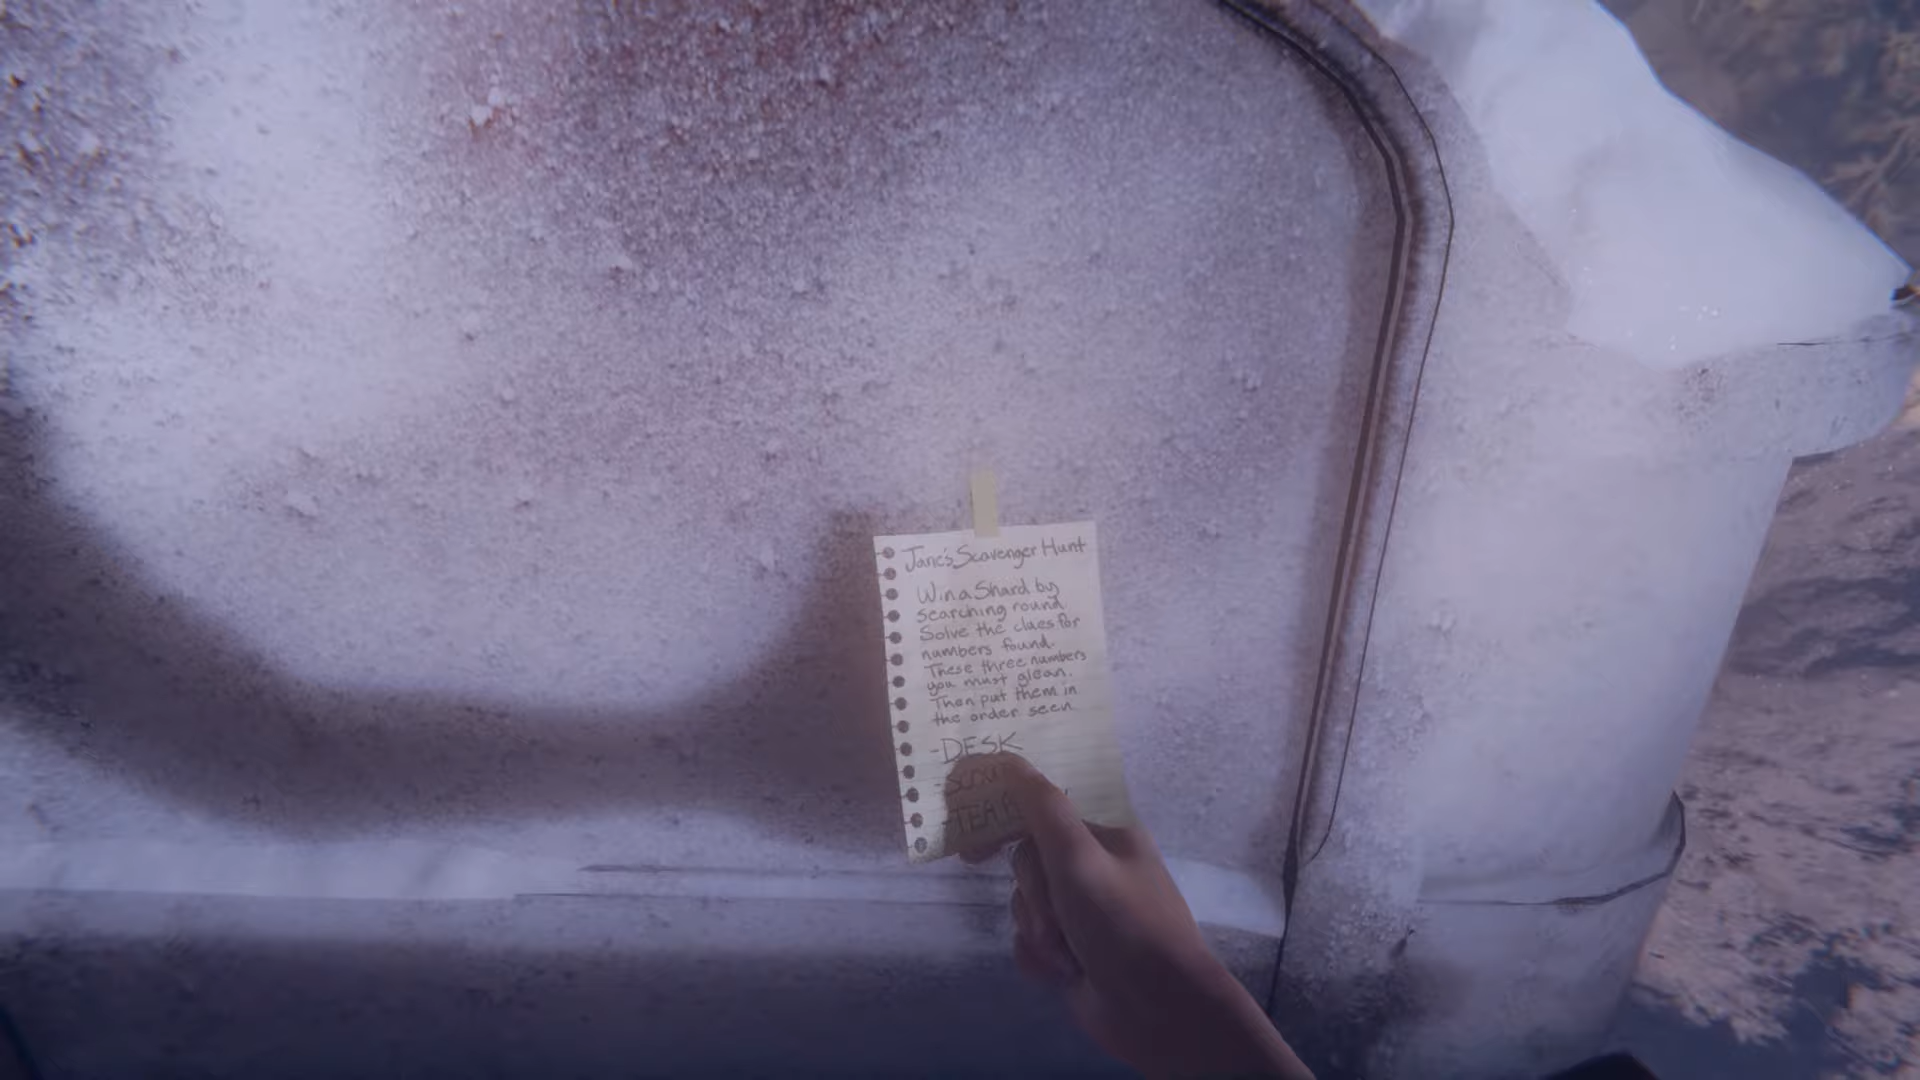 Jane's Scavenger Hunt
Win a Shard by
searching round
Solve the clues for
numbers found.
These three numbers
you must glean.
Then put them in
the order seen
-DESK